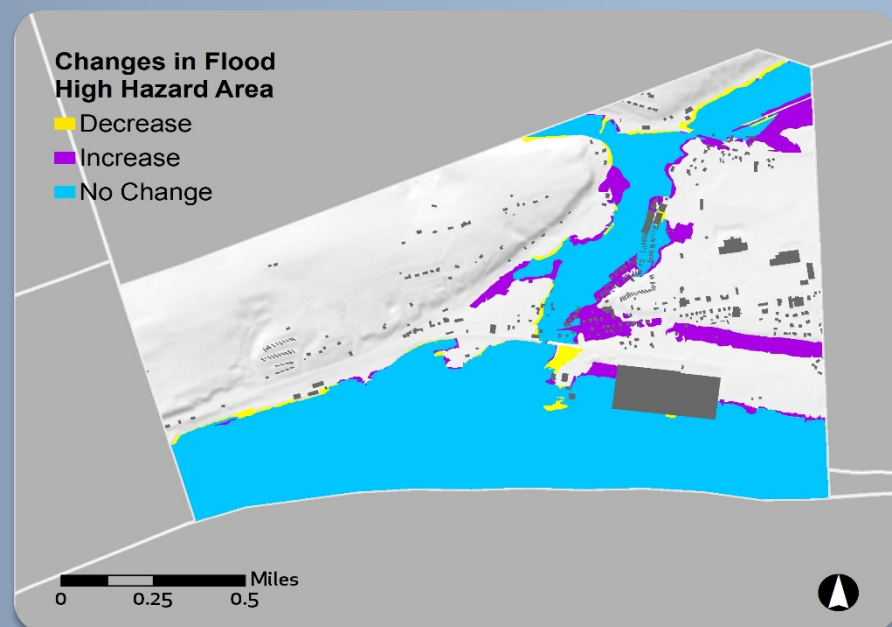 Changes in Flood
High Hazard Area
Decrease
Increase
No Change
Miles
0 0.25 0.5